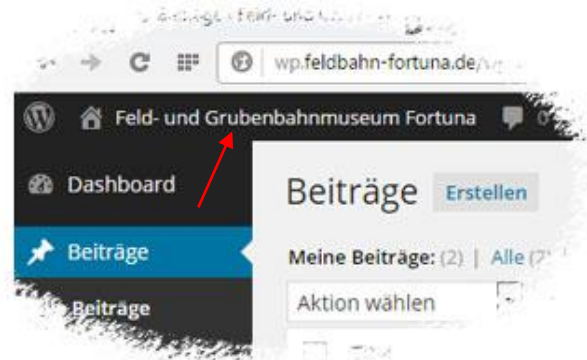 wp.feldbahn-fortuna.de
Feld- und Grubenbahnmuseum Fortuna
Dashboard
Beiträge Erstellen
Beiträge
Meine Beiträge: (2) | Alle
Beiträge
Aktion wählen